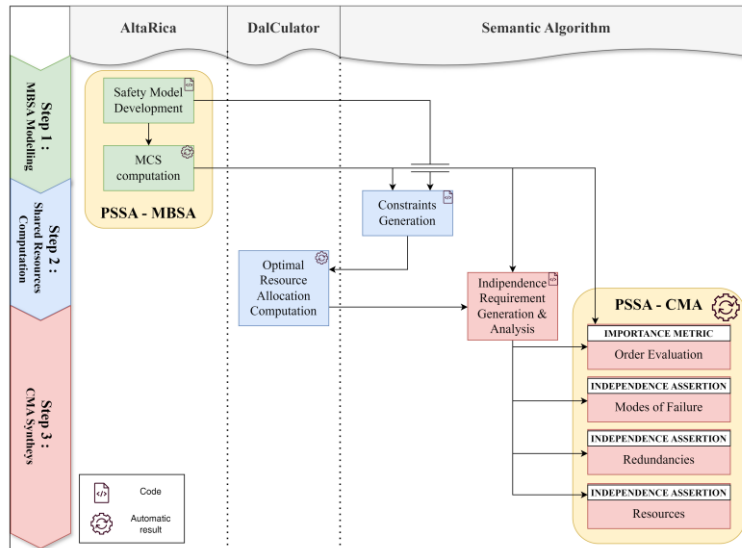 AltaRica
DalCulator
Semantic Algorithm
Step 1 :
MBSA Modelling
Safety Model
Development
MCS
computation
PSSA - MBSA
Step 2 :
Shared Resources
Computation
Constraints
Generation
Optimal
Resource
Allocation
Computation
Indipendence
Requirement
Generation &
Analysis
Step 3 :
CMA Syntheys
PSSA - CMA
IMPORTANCE METRIC
Order Evaluation
INDEPENDENCE ASSERTION
Modes of Failure
INDEPENDENCE ASSERTION
Redundancies
INDEPENDENCE ASSERTION
Resources
Code
Automatic
result